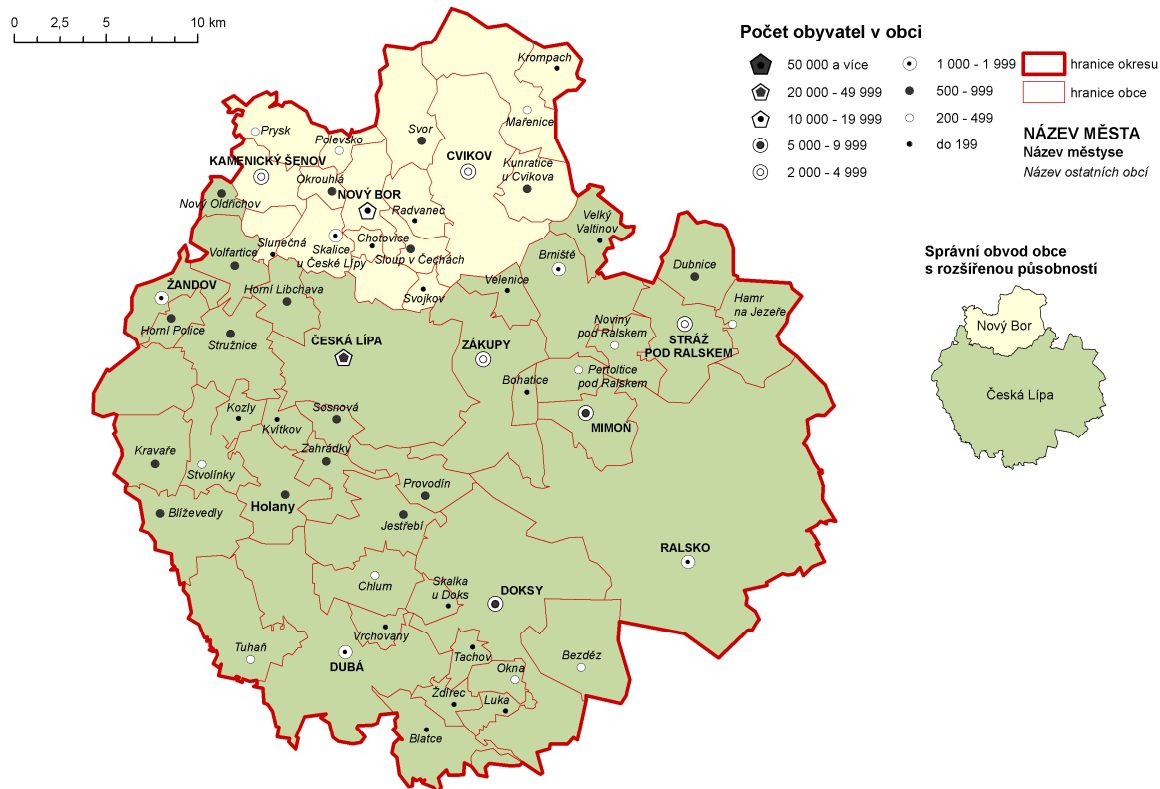 0 2,5 5 10 km
Počet obyvatel v obci
50 000 a více
20 000 - 49 999
10 000 - 19 999
5 000 - 9 999
2 000 - 4 999
1 000 - 1 999
500 - 999
200 - 499
do 199
hranice okresu
hranice obce
NÁZEV MĚSTA
Název městyse
Název ostatních obcí
Správní obvod obce
s rozšířenou působností
Nový Bor
Česká Lípa
Krompach
Mařenice
Prysk
Polevsko
Svor
KAMENICKÝ ŠENOV
CVIKOV
Kunratice
u Cvikova
Okrouhlá
NOVÝ BOR
Nový Oldřichov
Radvanec
Velký
Valtinov
Slunečná
Skalice
u České Lípy
Chotovice
Sloup v Čechách
Volfartice
Brniště
Dubnice
ŽANDOV
Horní Libchava
Svojkov
Velenice
Hamr
na Jezeře
Horní Police
Stružnice
ČESKÁ LÍPA
ZÁKUPY
Noviny
pod Ralskem
STRÁŽ
POD RALSKEM
Bohatice
Pertoltice
pod Ralskem
Kozly
Kvítkov
Sosnová
MIMOŇ
Kravaře
Stvolínky
Zahrádky
Holany
Provodín
Blíževedly
Jestřebí
RALSKO
Chlum
Skalka
u Doks
DOKSY
Vrchovany
Tuhaň
DUBÁ
Tachov
Bezděz
Okna
Ždírec
Luka
Blatce